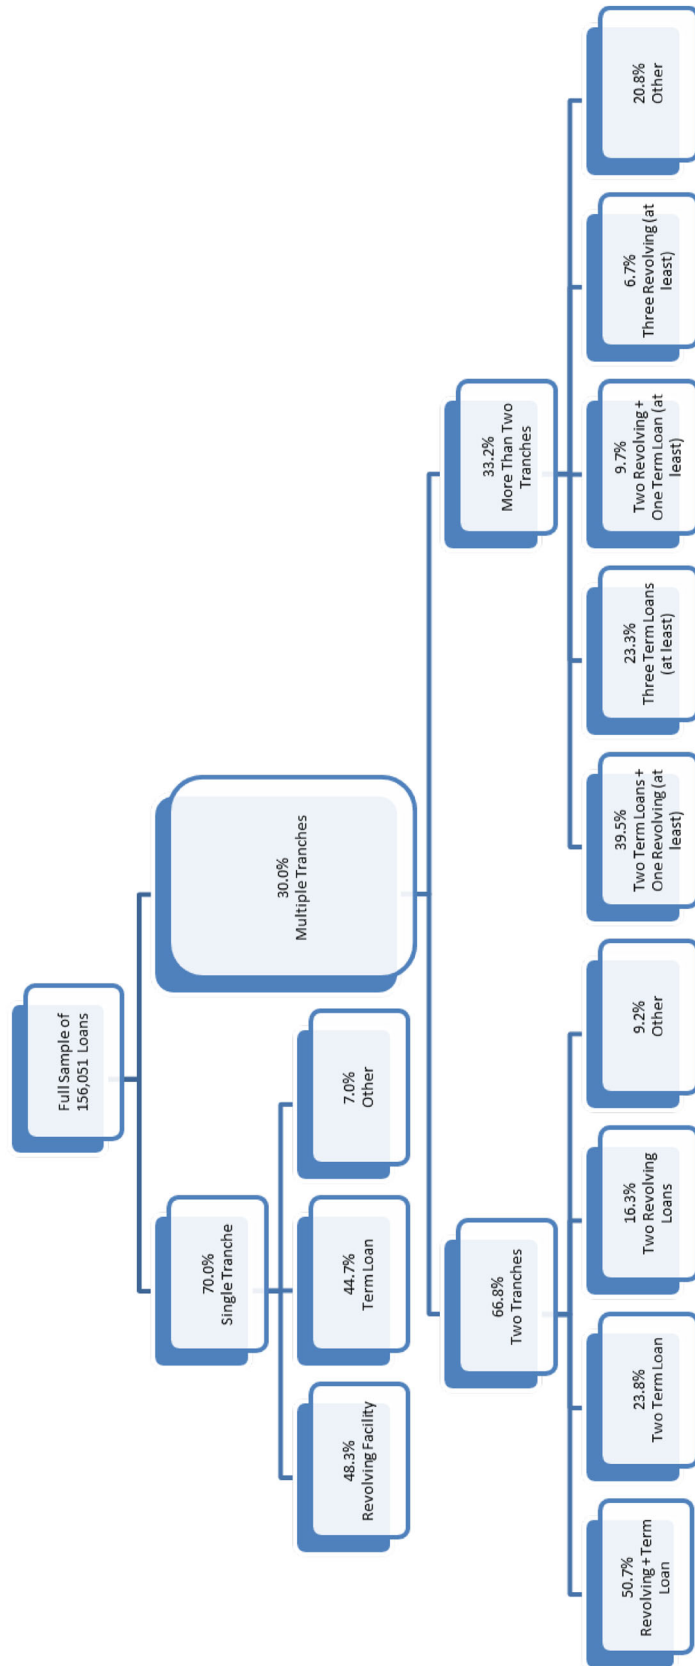 Full Sample of
156,051 Loans
70.0%
Single Tranche
30.0%
Multiple Tranches
48.3%
Revolving Facility
44.7%
Term Loan
7.0%
Other
66.8%
Two Tranches
33.2%
More Than Two
Tranches
50.7%
Revolving + Term
Loan
23.8%
Two Term Loan
16.3%
Two Revolving
Loans
9.2%
Other
39.5%
Two Term Loans +
One Revolving (at
least)
23.3%
Three Term Loans
(at least)
9.7%
Two Revolving +
One Term Loan (at
least)
6.7%
Three Revolving (at
least)
20.8%
Other